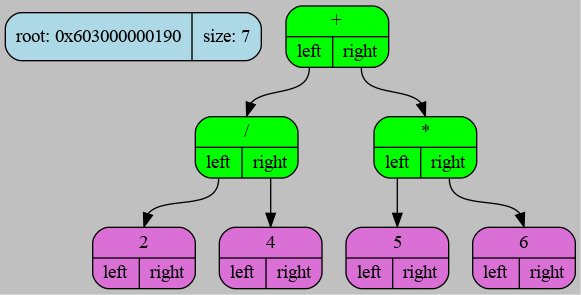 +
root: 0x603000000190 size: 7
left right
/
*
left right
left right
2
4
5
6
left right
left right
left right
left right